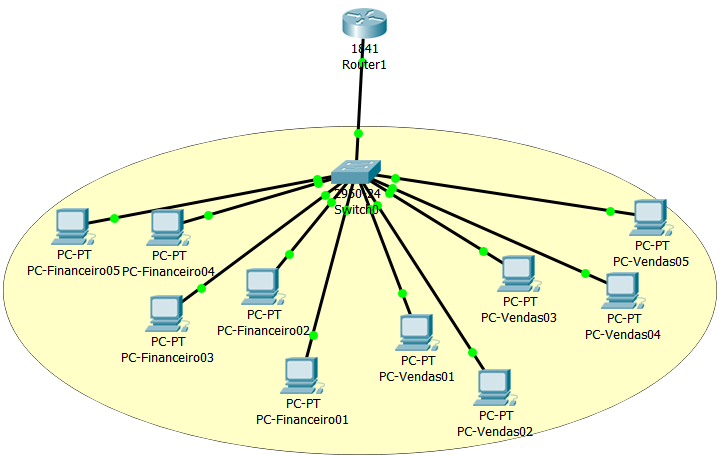 1841
Router1
2950-24
Switch0
PC-PT
PC-Financeiro05
PC-PT
PC-Financeiro04
PC-PT
PC-Vendas05
PC-PT
PC-Financeiro03
PC-PT
PC-Financeiro02
PC-PT
PC-Vendas03
PC-PT
PC-Vendas04
PC-PT
PC-Financeiro01
PC-PT
PC-Vendas01
PC-PT
PC-Vendas02